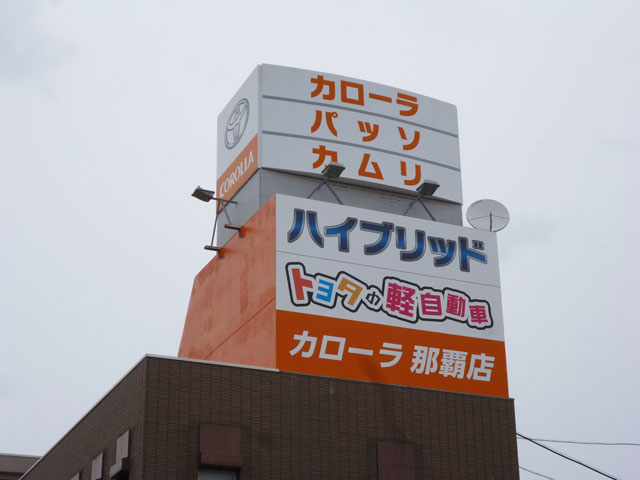 カローラ
パッソ
カムリ
COROLLA
ハイブリッド
トヨタの軽自動車
カローラ 那覇店